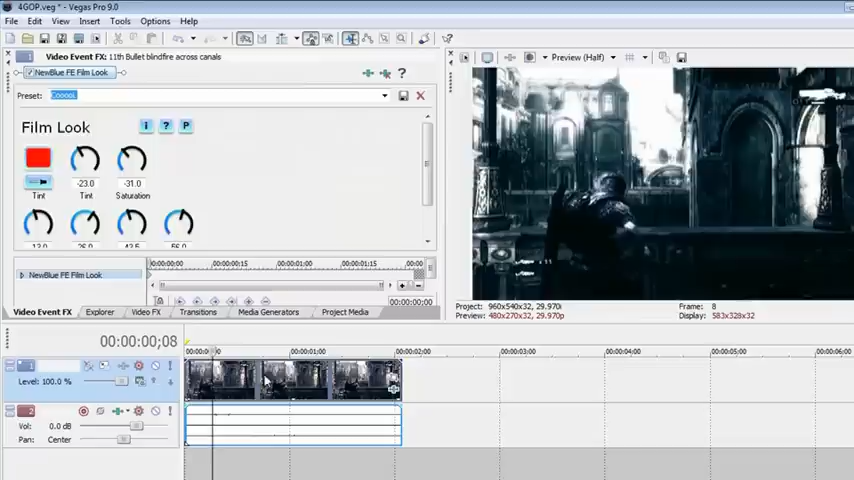 4GOP.veg * - Vegas Pro 9.0
File Edit View Insert Tools Options Help
Video Event FX: 11th Bullet blindfire across canals
NewBlue FE Film Look
Preset:
Film Look
Tint Tint Saturation
-23.0 -31.0
NewBlue FE Film Look
00:00:00:00 00:00:00:15 00:00:01:00 00:00:01:15 00:00
00:00:00:00
Video Event FX Explorer Video FX Transitions Media Generators Project Media
Preview (Half)
Project: 960x540x32, 29.970i
Preview: 480x270x32, 29.970p
Frame: 8
Display: 583x328x32
00:00:00;08
00:00:01;00 00:00:02;00 00:00:03;00 00:00:04;00 00:00:05;00 00:00:06;0
1
Level: 100.0 %
2
Vol: 0.0 dB
Pan: Center